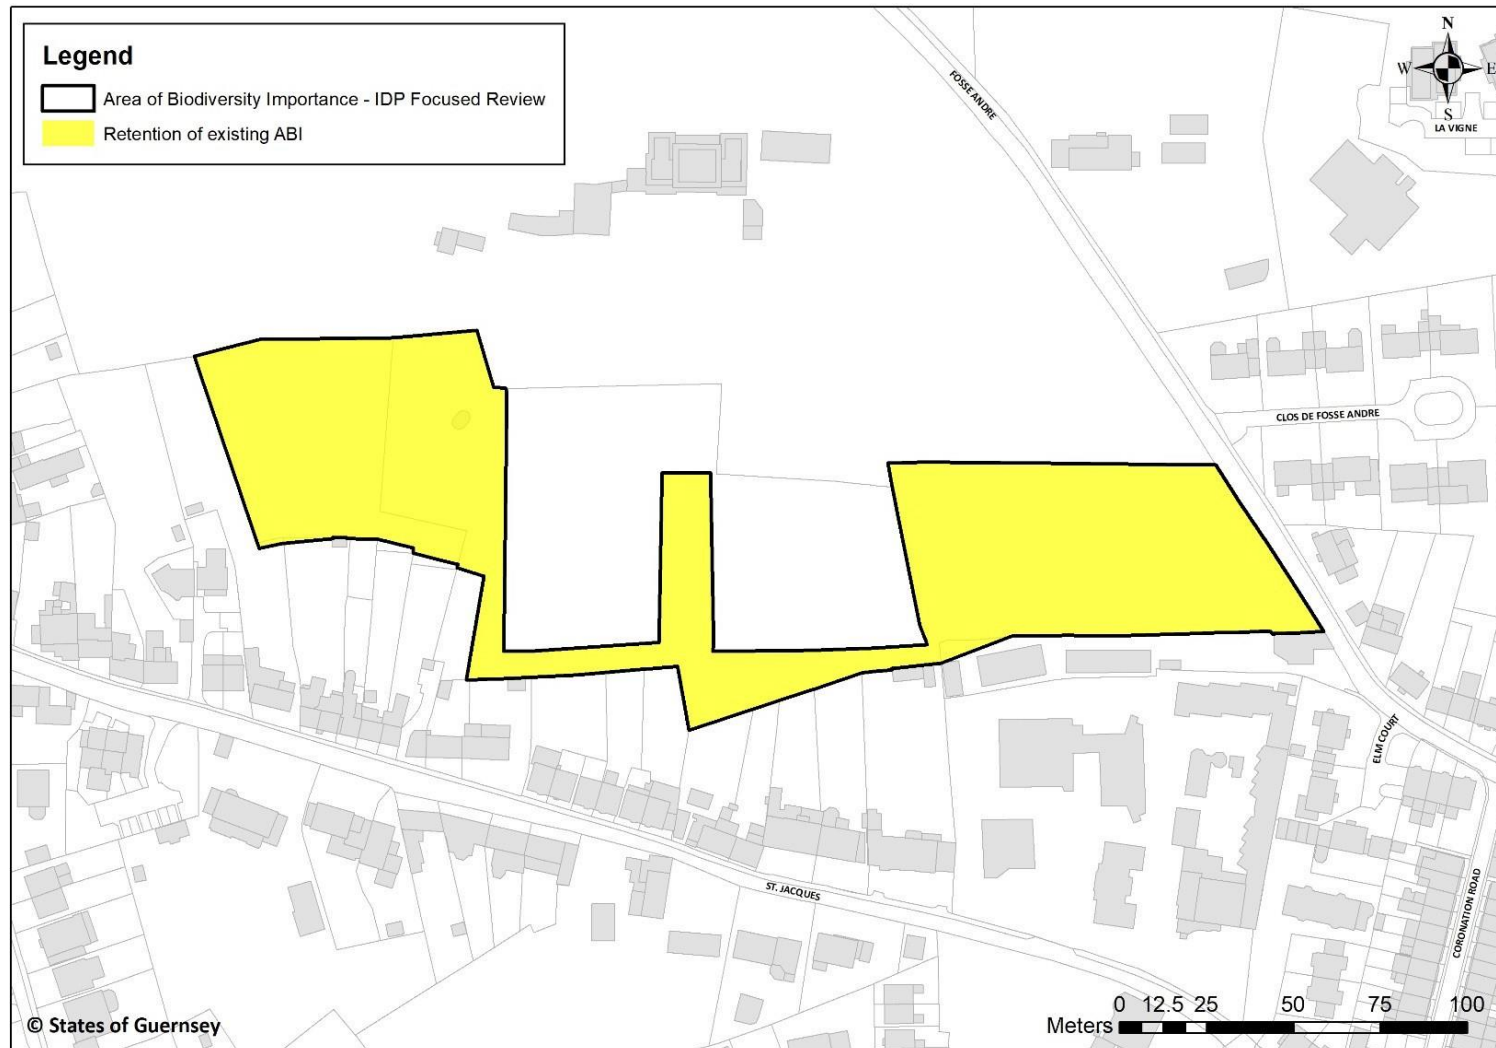 Legend
Area of Biodiversity Importance - IDP Focused Review
Retention of existing ABI
N
W E
S
LA VIGNE
FOSSE ANDRE
CLOS DE FOSSE ANDRE
ELM COURT
ST. JACQUES
CORONATION ROAD
0 12.5 25 50 75 100
Meters
© States of Guernsey